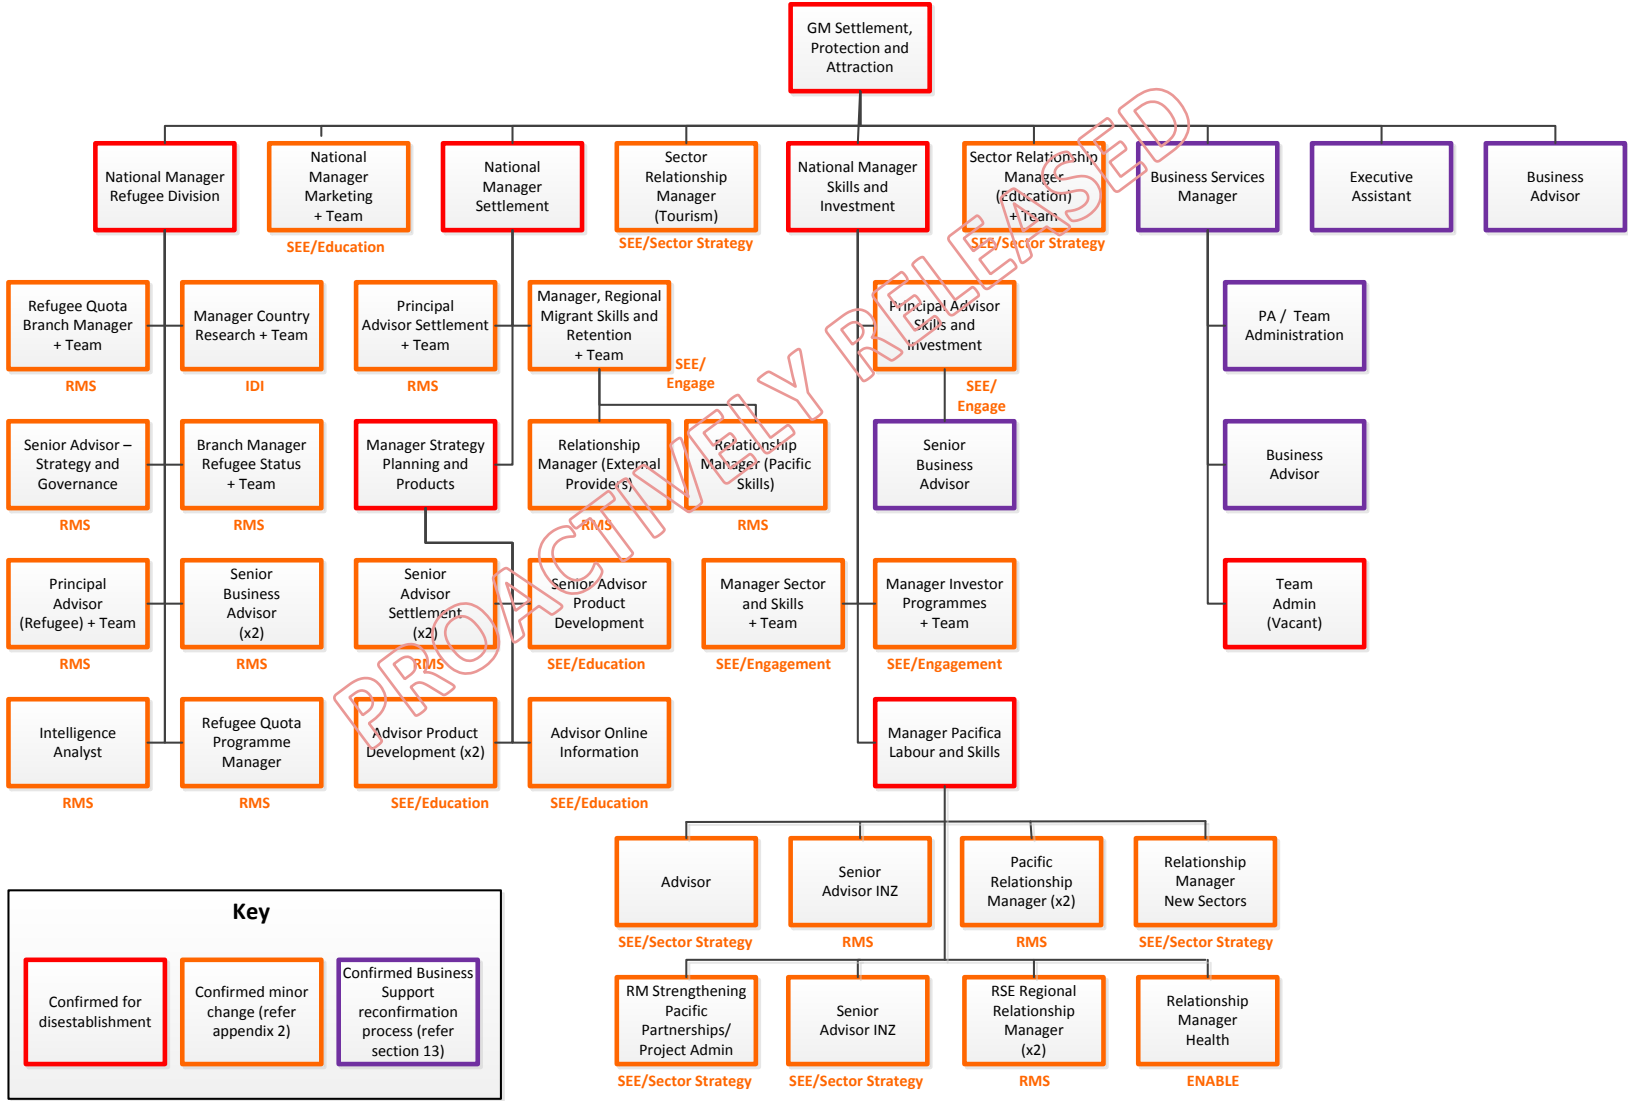 GM Settlement,
Protection and
Attraction
National Manager
Refugee Division
National
Manager
Marketing
+ Team
SEE/Education
National
Manager
Settlement
Sector
Relationship
Manager
(Tourism)
SEE/Sector Strategy
National Manager
Skills and
Investment
Sector Relationship
Manager
(Education)
+ Team
SEE/Sector Strategy
Business Services
Manager
Executive
Assistant
Business
Advisor
Refugee Quota
Branch Manager
+ Team
RMS
Manager Country
Research + Team
IDI
Principal
Advisor Settlement
+ Team
RMS
Manager, Regional
Migrant Skills and
Retention
+ Team
SEE/
Engage
Principal Advisor
Skills and
Investment
SEE/
Engage
PA / Team
Administration
Senior Advisor –
Strategy and
Governance
RMS
Branch Manager
Refugee Status
+ Team
RMS
Manager Strategy
Planning and
Products
Relationship
Manager (External
Providers)
RMS
Relationship
Manager (Pacific
Skills)
RMS
Senior
Business
Advisor
Business
Advisor
Principal
Advisor
(Refugee) + Team
RMS
Senior
Business
Advisor
(x2)
RMS
Senior
Advisor
Settlement
(x2)
RMS
Senior Advisor
Product
Development
SEE/Education
Manager Sector
and Skills
+ Team
SEE/Engagement
Manager Investor
Programmes
+ Team
SEE/Engagement
Team
Admin
(Vacant)
Intelligence
Analyst
RMS
Refugee Quota
Programme
Manager
RMS
Advisor Product
Development (x2)
SEE/Education
Advisor Online
Information
SEE/Education
Manager Pacifica
Labour and Skills
Advisor
SEE/Sector Strategy
Senior
Advisor INZ
RMS
Pacific
Relationship
Manager (x2)
RMS
Relationship
Manager
New Sectors
SEE/Sector Strategy
RM Strengthening
Pacific
Partnerships/
Project Admin
SEE/Sector Strategy
Senior
Advisor INZ
SEE/Sector Strategy
RSE Regional
Relationship
Manager
(x2)
RMS
Relationship
Manager
Health
ENABLE
Key
Confirmed for
disestablishment
Confirmed minor
change (refer
appendix 2)
Confirmed Business
Support
reconfirmation
process (refer
section 13)
PROACTIVELY RELEASED